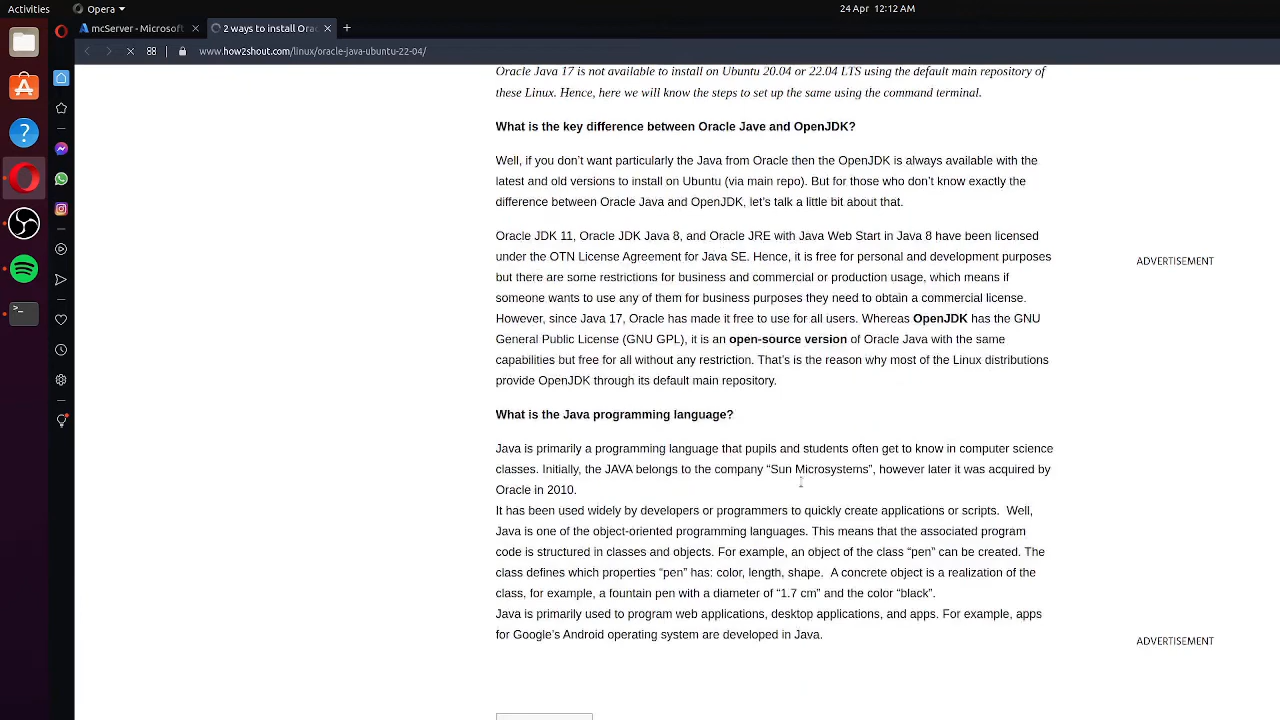 Activities
Opera
24 Apr 12:12 AM
mcServer - Microsoft
2 ways to install Orac
www.how2shout.com/linux/oracle-java-ubuntu-22-04/
Oracle Java 17 is not available to install on Ubuntu 20.04 or 22.04 LTS using the default main repository of
these Linux. Hence, here we will know the steps to set up the same using the command terminal.
What is the key difference between Oracle Jave and OpenJDK?
Well, if you don’t want particularly the Java from Oracle then the OpenJDK is always available with the
latest and old versions to install on Ubuntu (via main repo). But for those who don’t know exactly the
difference between Oracle Java and OpenJDK, let’s talk a little bit about that.
Oracle JDK 11, Oracle JDK Java 8, and Oracle JRE with Java Web Start in Java 8 have been licensed
under the OTN License Agreement for Java SE. Hence, it is free for personal and development purposes
but there are some restrictions for business and commercial or production usage, which means if
someone wants to use any of them for business purposes they need to obtain a commercial license.
However, since Java 17, Oracle has made it free to use for all users. Whereas OpenJDK has the GNU
General Public License (GNU GPL), it is an open-source version of Oracle Java with the same
capabilities but free for all without any restriction. That’s is the reason why most of the Linux distributions
provide OpenJDK through its default main repository.
ADVERTISEMENT
What is the Java programming language?
Java is primarily a programming language that pupils and students often get to know in computer science
classes. Initially, the JAVA belongs to the company “Sun Microsystems”, however later it was acquired by
Oracle in 2010.
It has been used widely by developers or programmers to quickly create applications or scripts. Well,
Java is one of the object-oriented programming languages. This means that the associated program
code is structured in classes and objects. For example, an object of the class “pen” can be created. The
class defines which properties “pen” has: color, length, shape. A concrete object is a realization of the
class, for example, a fountain pen with a diameter of “1.7 cm” and the color “black”.
Java is primarily used to program web applications, desktop applications, and apps. For example, apps
for Google’s Android operating system are developed in Java.
ADVERTISEMENT